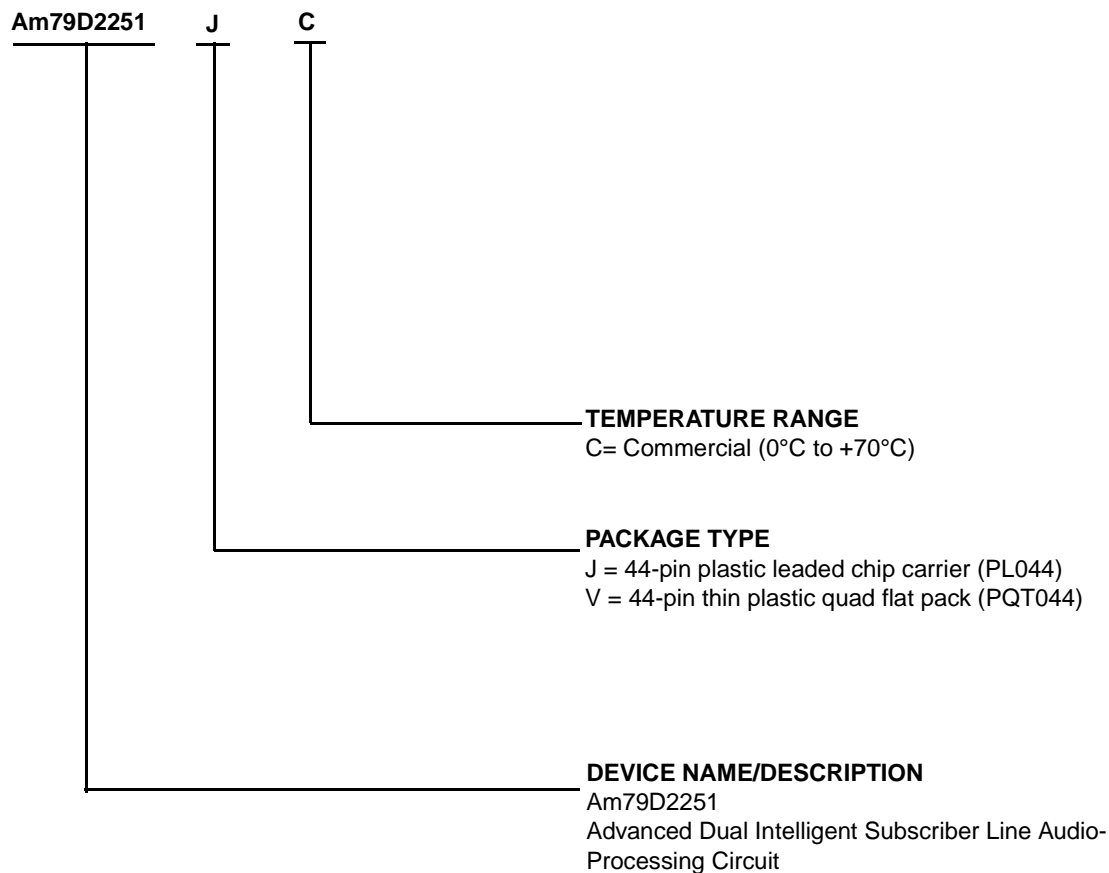 Am79D2251 J C
TEMPERATURE RANGE
C= Commercial (0°C to +70°C)
PACKAGE TYPE
J = 44-pin plastic leaded chip carrier (PL044)
V = 44-pin thin plastic quad flat pack (PQT044)
DEVICE NAME/DESCRIPTION
Am79D2251
Advanced Dual Intelligent Subscriber Line Audio-
Processing Circuit